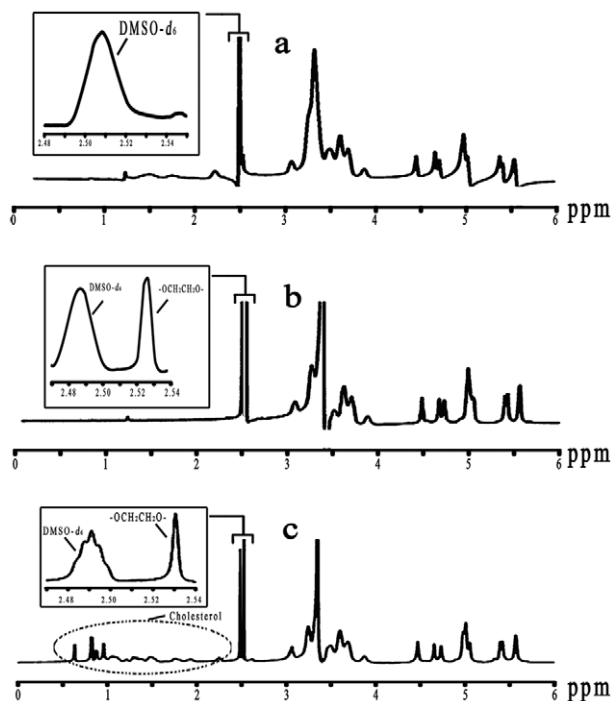 DMSO-d6
2.48 2.50 2.52 2.54
a
0 1 2 3 4 5 6 ppm
DMSO-d6 -OCH2CH2O-
2.48 2.50 2.52 2.54
b
0 1 2 3 4 5 6 ppm
-OCH2CH2O-
DMSO-d6
2.48 2.50 2.52 2.54
c
Cholesterol
0 1 2 3 4 5 6 ppm